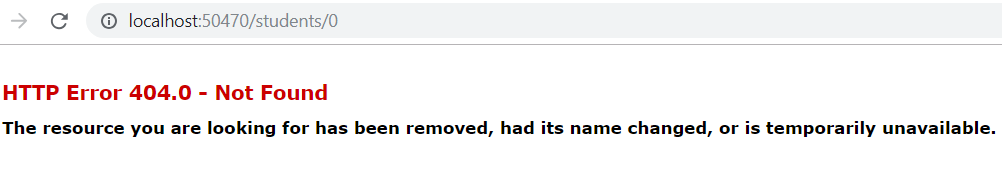 localhost:50470/students/0
HTTP Error 404.0 - Not Found
The resource you are looking for has been removed, had its name changed, or is temporarily unavailable.